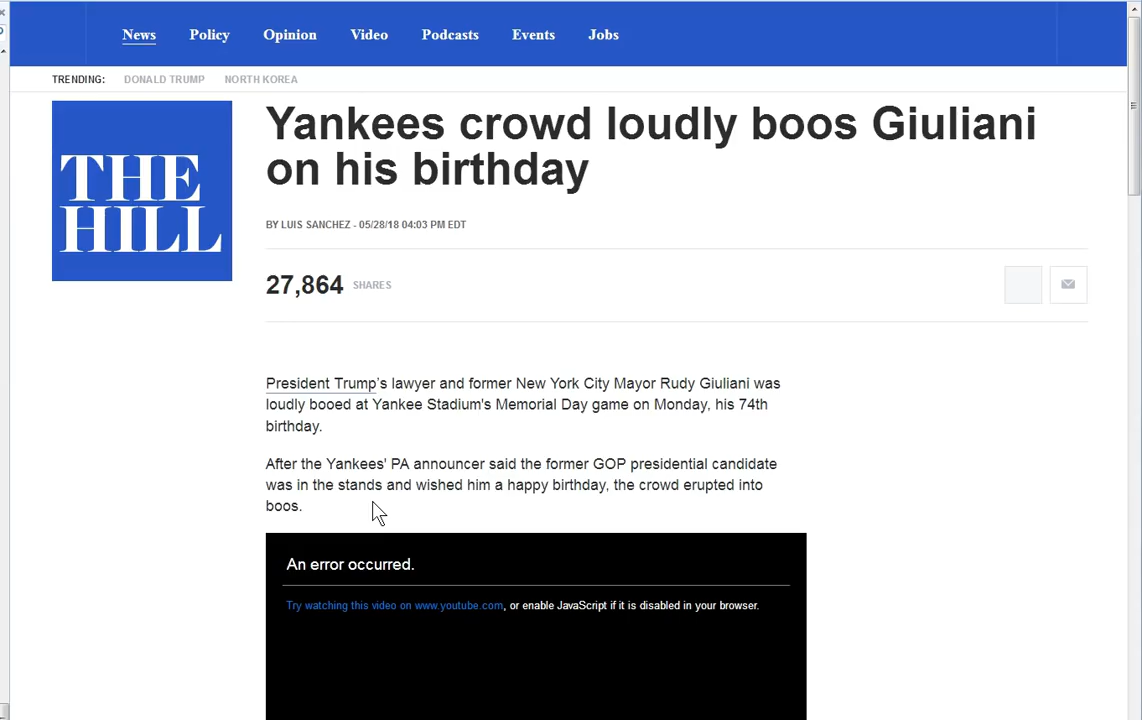 News Policy Opinion Video Podcasts Events Jobs
TRENDING: DONALD TRUMP NORTH KOREA
THE
HILL
Yankees crowd loudly boos Giuliani
on his birthday
BY LUIS SANCHEZ - 05/28/18 04:03 PM EDT
27,864 SHARES
President Trump's lawyer and former New York City Mayor Rudy Giuliani was
loudly booed at Yankee Stadium's Memorial Day game on Monday, his 74th
birthday.
After the Yankees' PA announcer said the former GOP presidential candidate
was in the stands and wished him a happy birthday, the crowd erupted into
boos.
An error occurred.
Try watching this video on www.youtube.com, or enable JavaScript if it is disabled in your browser.